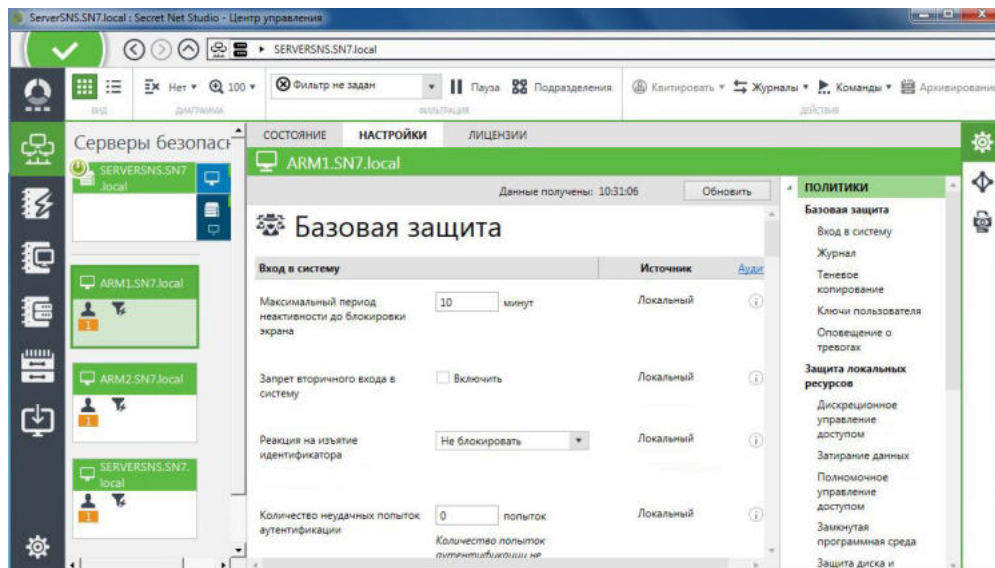 ServerSNS.SN7.local : Secret Net Studio - Центр управления
SERVERSNS.SN7.local
Нет
100
Фильтр не задан
Пауза
Подразделения
Квитировать
Журналы
Команды
Архивирование
ВИД
ДИАГРАММА
ФИЛЬТРАЦИЯ
ДЕЙСТВИЯ
Серверы безопасн
SERVERSNS.SN7
.local
ARM1.SN7.local
1
ARM2.SN7.local
1
SERVERSNS.SN7.
local
1
СОСТОЯНИЕ
НАСТРОЙКИ
ЛИЦЕНЗИИ
ARM1.SN7.local
Данные получены: 10:31:06
Обновить
Базовая защита
Вход в систему
Источник
Аудит
Максимальный период
неактивности до блокировки
экрана
10
минут
Локальный
Запрет вторичного входа в
систему
Включить
Локальный
Реакция на изъятие
идентификатора
Не блокировать
Локальный
Количество неудачных попыток
аутентификации
0
попыток
Локальный
Количество попыток
аутентификации не
ПОЛИТИКИ
Базовая защита
Вход в систему
Журнал
Теневое
копирование
Ключи пользователя
Оповещение о
тревогах
Защита локальных
ресурсов
Дискреционное
управление
доступом
Затирание данных
Полномочное
управление
доступом
Замкнутая
программная среда
Защита диска и